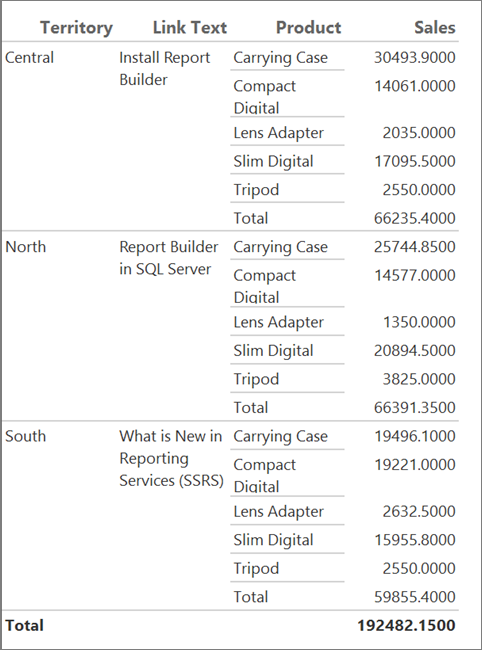 Territory Link Text Product Sales
Central Install Report Carrying Case 30493.9000
Builder Compact 14061.0000
Digital
Lens Adapter 2035.0000
Slim Digital 17095.5000
Tripod 2550.0000
Total 66235.4000
North Report Builder Carrying Case 25744.8500
in SQL Server Compact 14577.0000
Digital
Lens Adapter 1350.0000
Slim Digital 20894.5000
Tripod 3825.0000
Total 66391.3500
South What is New in Carrying Case 19496.1000
Reporting Compact 19221.0000
Services (SSRS) Digital
Lens Adapter 2632.5000
Slim Digital 15955.8000
Tripod 2550.0000
Total 59855.4000
Total 192482.1500